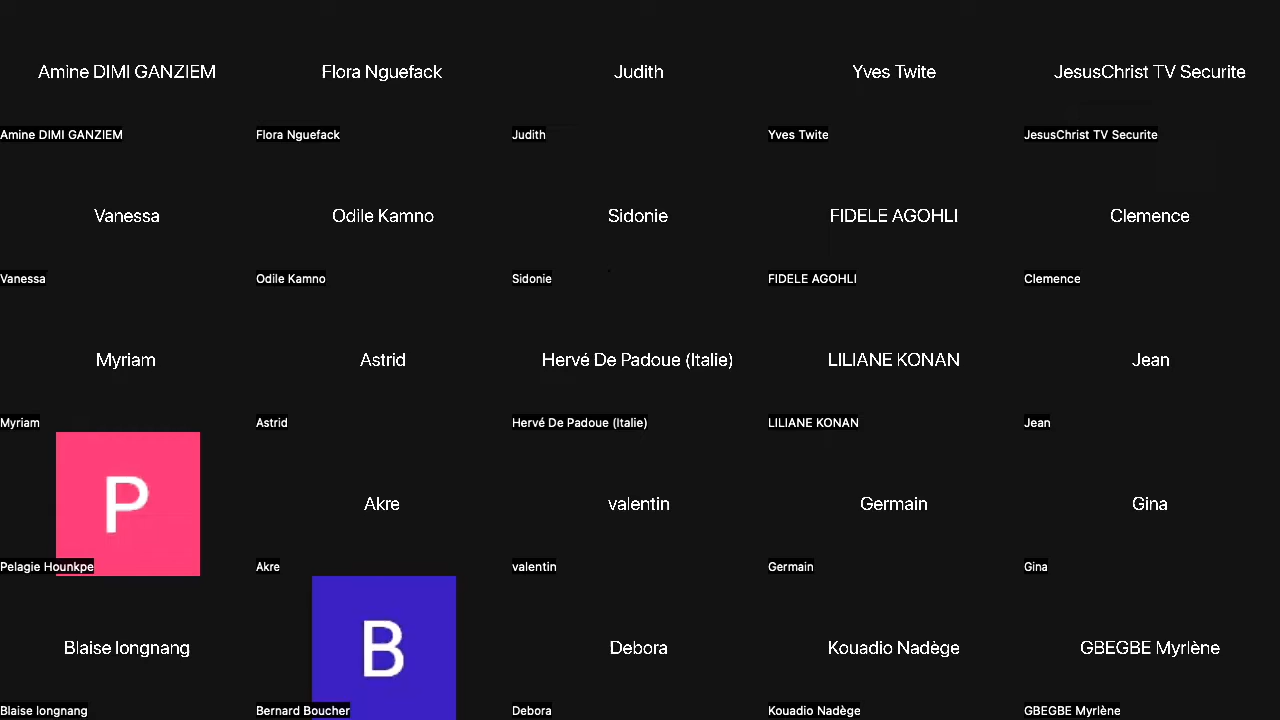 Amine DIMI GANZIEM
Flora Nguefack
Judith
Yves Twite
JesusChrist TV Securite
Amine DIMI GANZIEM
Flora Nguefack
Judith
Yves Twite
JesusChrist TV Securite
Vanessa
Odile Kamno
Sidonie
FIDELE AGOHLI
Clemence
Vanessa
Odile Kamno
Sidonie
FIDELE AGOHLI
Clemence
Myriam
Astrid
Hervé De Padoue (Italie)
LILIANE KONAN
Jean
Myriam
Astrid
Hervé De Padoue (Italie)
LILIANE KONAN
Jean
P
Akre
valentin
Germain
Gina
Pelagie Hounkpe
Akre
valentin
Germain
Gina
Blaise longnang
B
Debora
Kouadio Nadège
GBEGBE Myrlène
Blaise longnang
Bernard Boucher
Debora
Kouadio Nadège
GBEGBE Myrlène